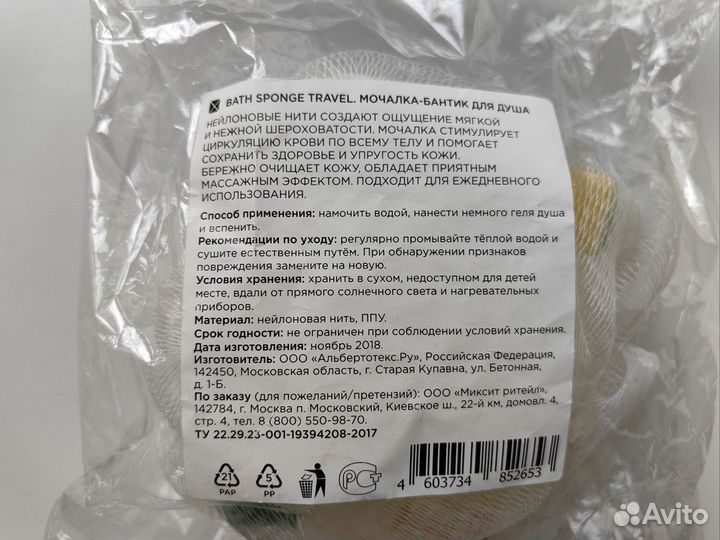 BATH SPONGE TRAVEL. МОЧАЛКА-БАНТИК ДЛЯ ДУША
НЕЙЛОНОВЫЕ НИТИ СОЗДАЮТ ОЩУЩЕНИЕ МЯГКОЙ
И НЕЖНОЙ ШЕРОХОВАТОСТИ. МОЧАЛКА СТИМУЛИРУЕТ
ЦИРКУЛЯЦИЮ КРОВИ ПО ВСЕМУ ТЕЛУ И ПОМОГАЕТ
СОХРАНИТЬ ЗДОРОВЬЕ И УПРУГОСТЬ КОЖИ.
БЕРЕЖНО ОЧИЩАЕТ КОЖУ, ОБЛАДАЕТ ПРИЯТНЫМ
МАССАЖНЫМ ЭФФЕКТОМ. ПОДХОДИТ ДЛЯ ЕЖЕДНЕВНОГО
ИСПОЛЬЗОВАНИЯ.
Способ применения: намочить водой, нанести немного геля душа
и вспенить.
Рекомендации по уходу: регулярно промывайте тёплой водой и
сушите естественным путём. При обнаружении признаков
повреждения замените на новую.
Условия хранения: хранить в сухом, недоступном для детей
месте, вдали от прямого солнечного света и нагревательных
приборов.
Материал: нейлоновая нить, ППУ.
Срок годности: не ограничен при соблюдении условий хранения.
Дата изготовления: ноябрь 2018.
Изготовитель: ООО «Альбертотекс.Ру», Российская Федерация,
142450, Московская область, г. Старая Купавна, ул. Бетонная,
д. 1-Б.
По заказу (для пожеланий/претензий): ООО «Миксит ритейл»,
142784, г. Москва п. Московский, Киевское ш., 22-й км, домовл. 4,
стр. 4, тел. 8 (800) 550-98-70.
ТУ 22.29.23-001-19394208-2017
21
PAP
5
PP
РСТ
4 603734 852653
Avito